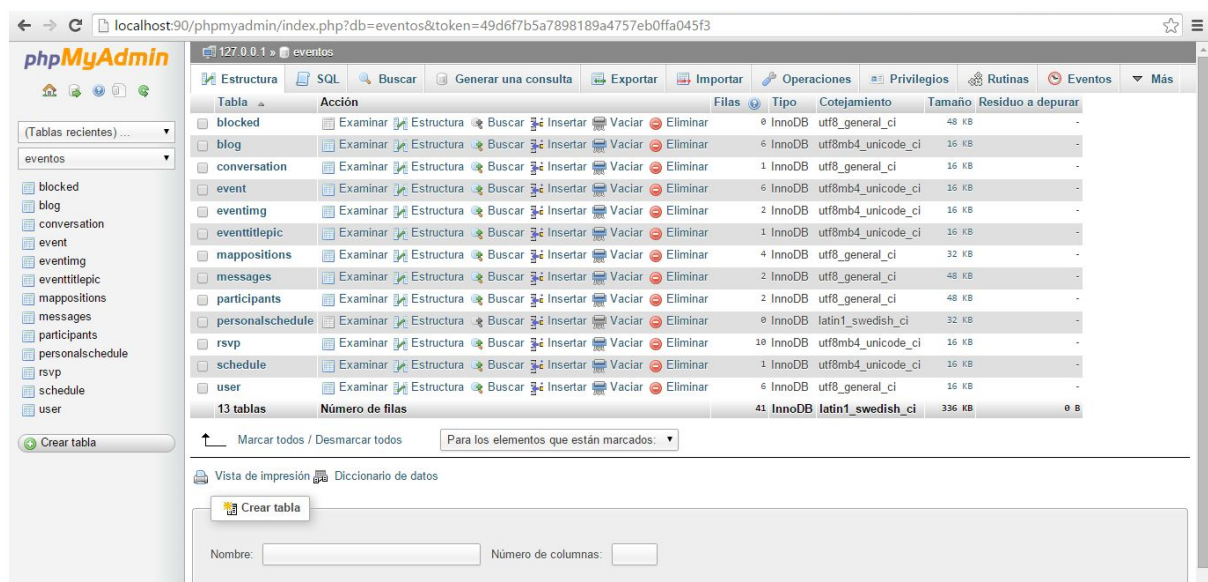 localhost:90/phpmyadmin/index.php?db=eventos&token=49d6f7b5a7898189a4757eb0ffa045f3
phpMyAdmin
(Tablas recientes) ...
eventos
blocked
blog
conversation
event
eventimg
eventtitlepic
mappositions
messages
participants
personalschedule
rsvp
schedule
user
Crear tabla
127.0.0.1 » eventos
Estructura SQL Buscar Generar una consulta Exportar Importar Operaciones Privilegios Rutinas Eventos Más
Tabla Acción Filas Tipo Cotejamiento Tamaño Residuo a depurar
blocked Examinar Estructura Buscar Insertar Vaciar Eliminar 0 InnoDB utf8_general_ci 48 KB -
blog Examinar Estructura Buscar Insertar Vaciar Eliminar 6 InnoDB utf8mb4_unicode_ci 16 KB -
conversation Examinar Estructura Buscar Insertar Vaciar Eliminar 1 InnoDB utf8_general_ci 16 KB -
event Examinar Estructura Buscar Insertar Vaciar Eliminar 6 InnoDB utf8mb4_unicode_ci 16 KB -
eventimg Examinar Estructura Buscar Insertar Vaciar Eliminar 2 InnoDB utf8mb4_unicode_ci 16 KB -
eventtitlepic Examinar Estructura Buscar Insertar Vaciar Eliminar 1 InnoDB utf8mb4_unicode_ci 16 KB -
mappositions Examinar Estructura Buscar Insertar Vaciar Eliminar 4 InnoDB utf8_general_ci 32 KB -
messages Examinar Estructura Buscar Insertar Vaciar Eliminar 2 InnoDB utf8_general_ci 48 KB -
participants Examinar Estructura Buscar Insertar Vaciar Eliminar 2 InnoDB utf8_general_ci 48 KB -
personalschedule Examinar Estructura Buscar Insertar Vaciar Eliminar 0 InnoDB latin1_swedish_ci 32 KB -
rsvp Examinar Estructura Buscar Insertar Vaciar Eliminar 10 InnoDB utf8mb4_unicode_ci 16 KB -
schedule Examinar Estructura Buscar Insertar Vaciar Eliminar 1 InnoDB utf8mb4_unicode_ci 16 KB -
user Examinar Estructura Buscar Insertar Vaciar Eliminar 6 InnoDB utf8_general_ci 16 KB -
13 tablas Número de filas 41 InnoDB latin1_swedish_ci 336 KB 0 B
Marcar todos / Desmarcar todos Para los elementos que están marcados:
Vista de impresión Diccionario de datos
Crear tabla
Nombre: Número de columnas: